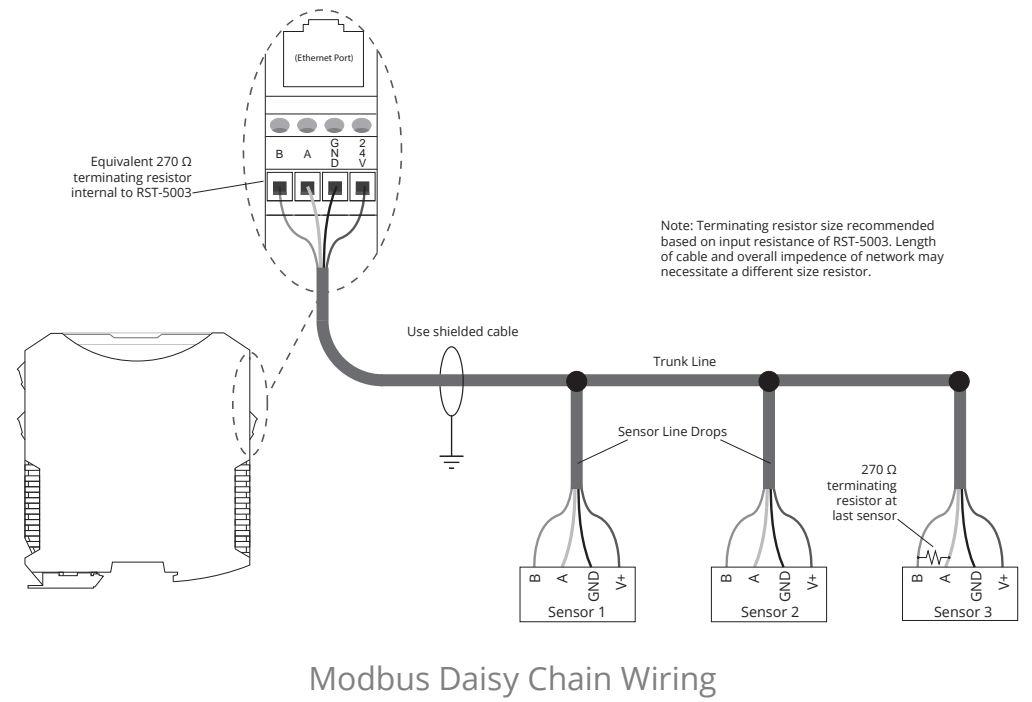 (Ethernet Port)
B A GND 24V
Equivalent 270 Ω
terminating resistor
internal to RST-5003
Note: Terminating resistor size recommended
based on input resistance of RST-5003. Length
of cable and overall impedence of network may
necessitate a different size resistor.
Use shielded cable
Trunk Line
Sensor Line Drops
270 Ω
terminating
resistor at
last sensor
B A GND V+
Sensor 1
B A GND V+
Sensor 2
B A GND V+
Sensor 3
Modbus Daisy Chain Wiring